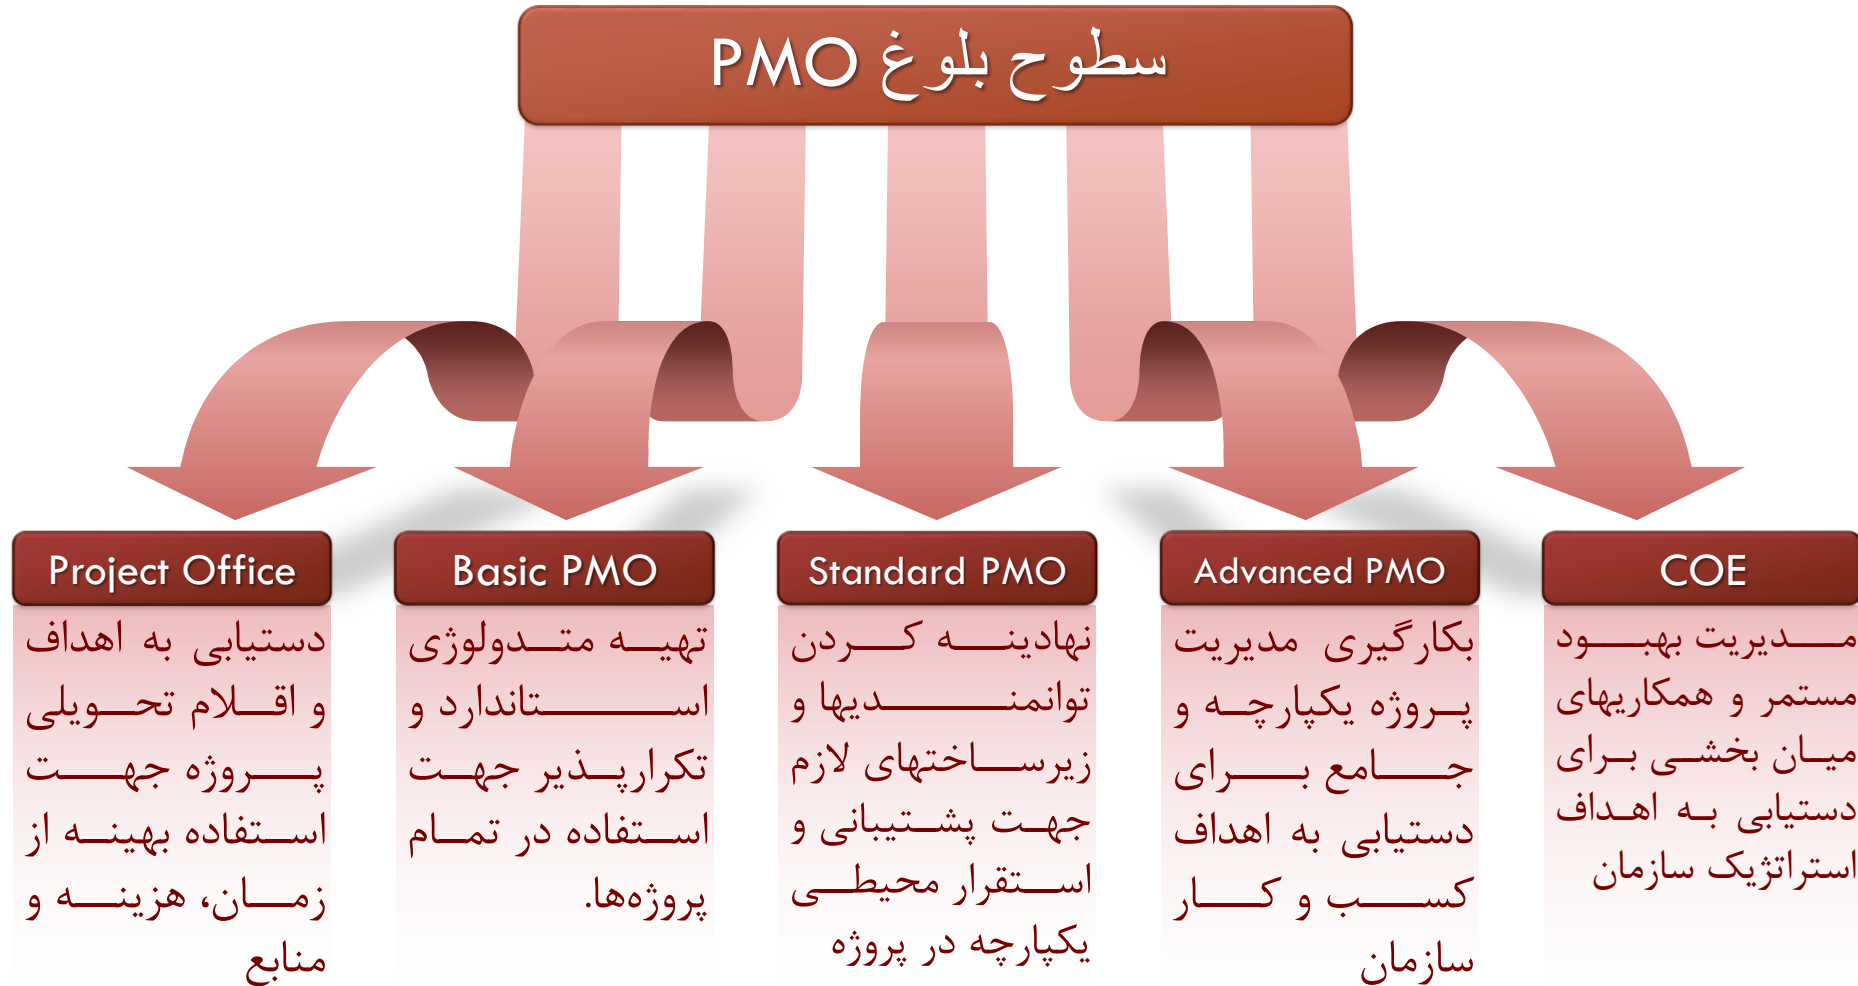 سطوح بلوغ PMO
Project Office
دستیابی به اهداف
و اقلام تحویلی
پروژه جهت
استفاده بهینه از
زمان، هزینه و
منابع
Basic PMO
تهیه متدولوژی
استاندارد و
تکرارپذیر جهت
استفاده در تمام
پروژه‌ها.
Standard PMO
نهادینه کردن
توانمندیها و
زیرساختهای لازم
جهت پشتیبانی و
استقرار محیطی
یکپارچه در پروژه
Advanced PMO
بکارگیری مدیریت
پروژه یکپارچه و
جامع برای
دستیابی به اهداف
کسب و کار
سازمان
COE
مدیریت بهبود
مستمر و همکاریهای
میان بخشی برای
دستیابی به اهداف
استراتژیک سازمان